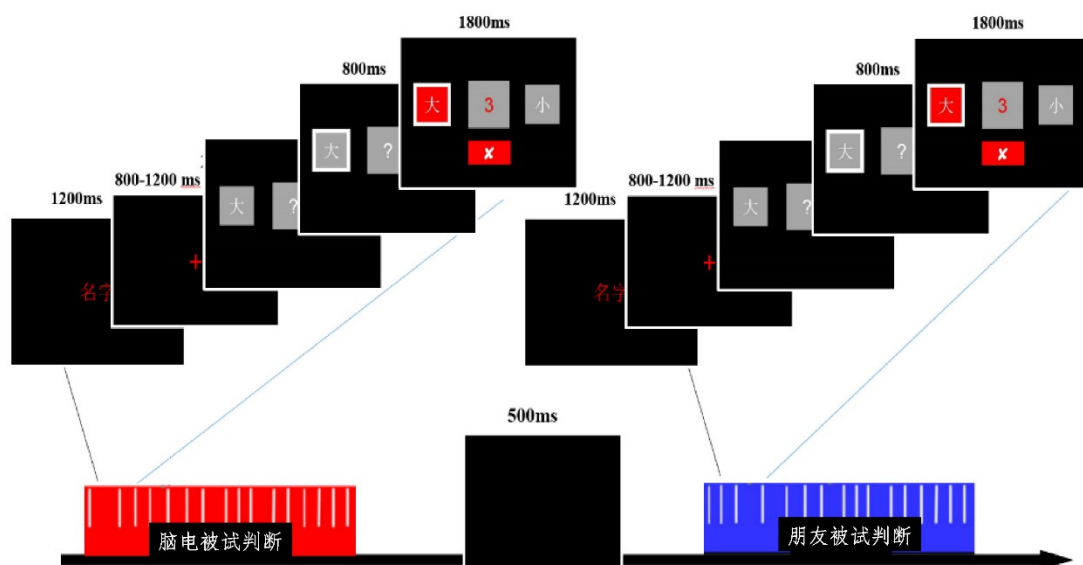 1800ms
800ms
大
3
小
✘
大
?
800-1200 ms
大
?
1200ms
+
名字
1800ms
800ms
大
3
小
✘
大
?
800-1200 ms
大
?
1200ms
+
名字
500ms
脑电被试判断
朋友被试判断